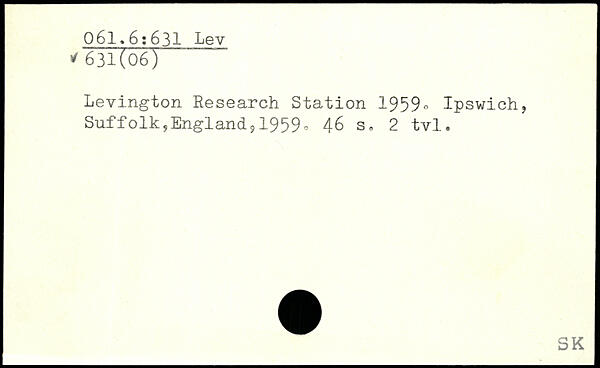 061.6:631 Lev
631(06)
Levington Research Station 1959. Ipswich,
Suffolk,England,1959. 46 s. 2 tvl.
SK